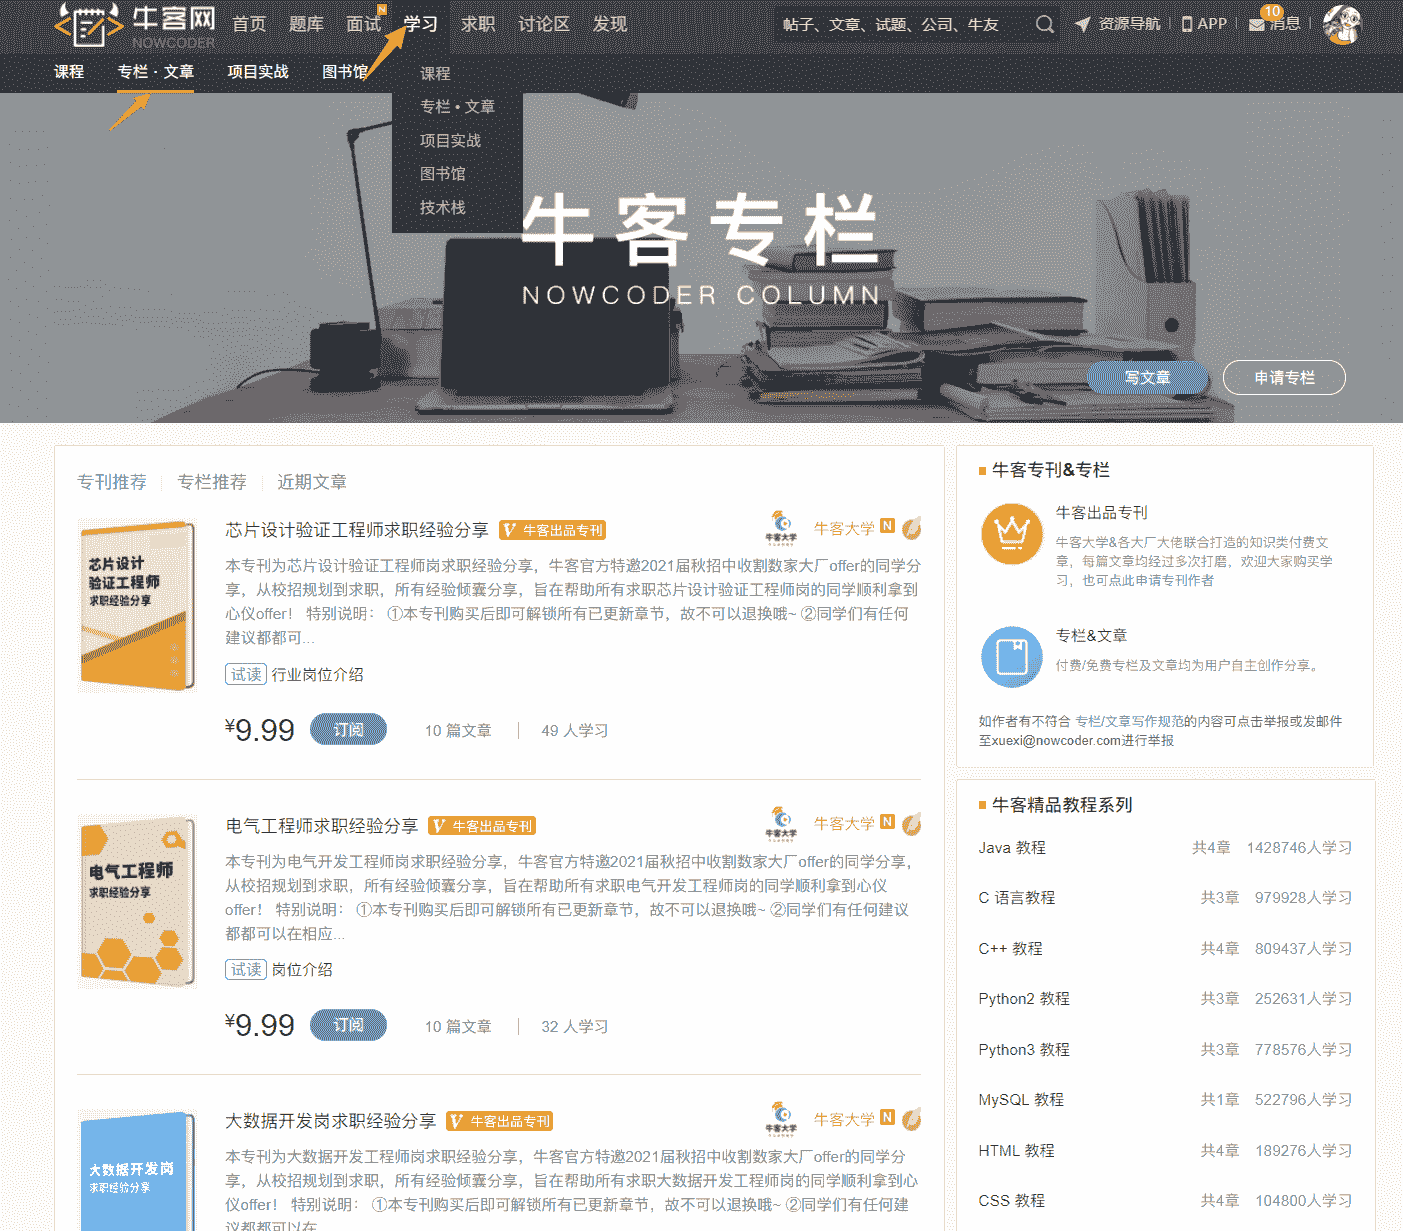 牛客网
NOWCODER
首页 题库 面试 N 学习 求职 讨论区 发现
帖子、文章、试题、公司、牛友
资源导航 APP 消息 10
课程 专栏 · 文章 项目实战 图书馆
课程
专栏 • 文章
项目实战
图书馆
技术栈
牛客专栏
NOWCODER COLUMN
写文章 申请专栏
专刊推荐 专栏推荐 近期文章
芯片设计
验证工程师
求职经验分享
芯片设计验证工程师求职经验分享 V 牛客出品专刊
牛客大学 牛客大学 N
本专刊为芯片设计验证工程师岗求职经验分享，牛客官方特邀2021届秋招中收割数家大厂offer的同学分
享，从校招规划到求职，所有经验倾囊分享，旨在帮助所有求职芯片设计验证工程师岗的同学顺利拿到
心仪offer！ 特别说明： ①本专刊购买后即可解锁所有已更新章节，故不可以退换哦~ ②同学们有任何
建议都都可...
试读 行业岗位介绍
¥9.99 订阅 10 篇文章 49 人学习
电气工程师
求职经验分享
电气工程师求职经验分享 V 牛客出品专刊
牛客大学 牛客大学 N
本专刊为电气开发工程师岗求职经验分享，牛客官方特邀2021届秋招中收割数家大厂offer的同学分享，
从校招规划到求职，所有经验倾囊分享，旨在帮助所有求职电气开发工程师岗的同学顺利拿到心仪
offer！ 特别说明： ①本专刊购买后即可解锁所有已更新章节，故不可以退换哦~ ②同学们有任何建议
都都可以在相应...
试读 岗位介绍
¥9.99 订阅 10 篇文章 32 人学习
大数据开发岗
求职经验分享
大数据开发岗求职经验分享 V 牛客出品专刊
牛客大学 牛客大学 N
本专刊为大数据开发工程师岗求职经验分享，牛客官方特邀2021届秋招中收割数家大厂offer的同学分
享，从校招规划到求职，所有经验倾囊分享，旨在帮助所有求职大数据开发工程师岗的同学顺利拿到心
仪offer！ 特别说明： ①本专刊购买后即可解锁所有已更新章节，故不可以退换哦~ ②同学们有任何建
议都都可以在
牛客专刊&专栏
牛客出品专刊
牛客大学&各大厂大佬联合打造的知识类付费文
章，每篇文章均经过多次打磨，欢迎大家购买学
习，也可点此申请专刊作者
专栏&文章
付费/免费专栏及文章均为用户自主创作分享。
如作者有不符合 专栏/文章写作规范的内容可点击举报或发邮件
至xuexi@nowcoder.com进行举报
牛客精品教程系列
Java 教程 共4章 1428746人学习
C 语言教程 共3章 979928人学习
C++ 教程 共4章 809437人学习
Python2 教程 共3章 252631人学习
Python3 教程 共3章 778576人学习
MySQL 教程 共1章 522796人学习
HTML 教程 共4章 189276人学习
CSS 教程 共4章 104800人学习